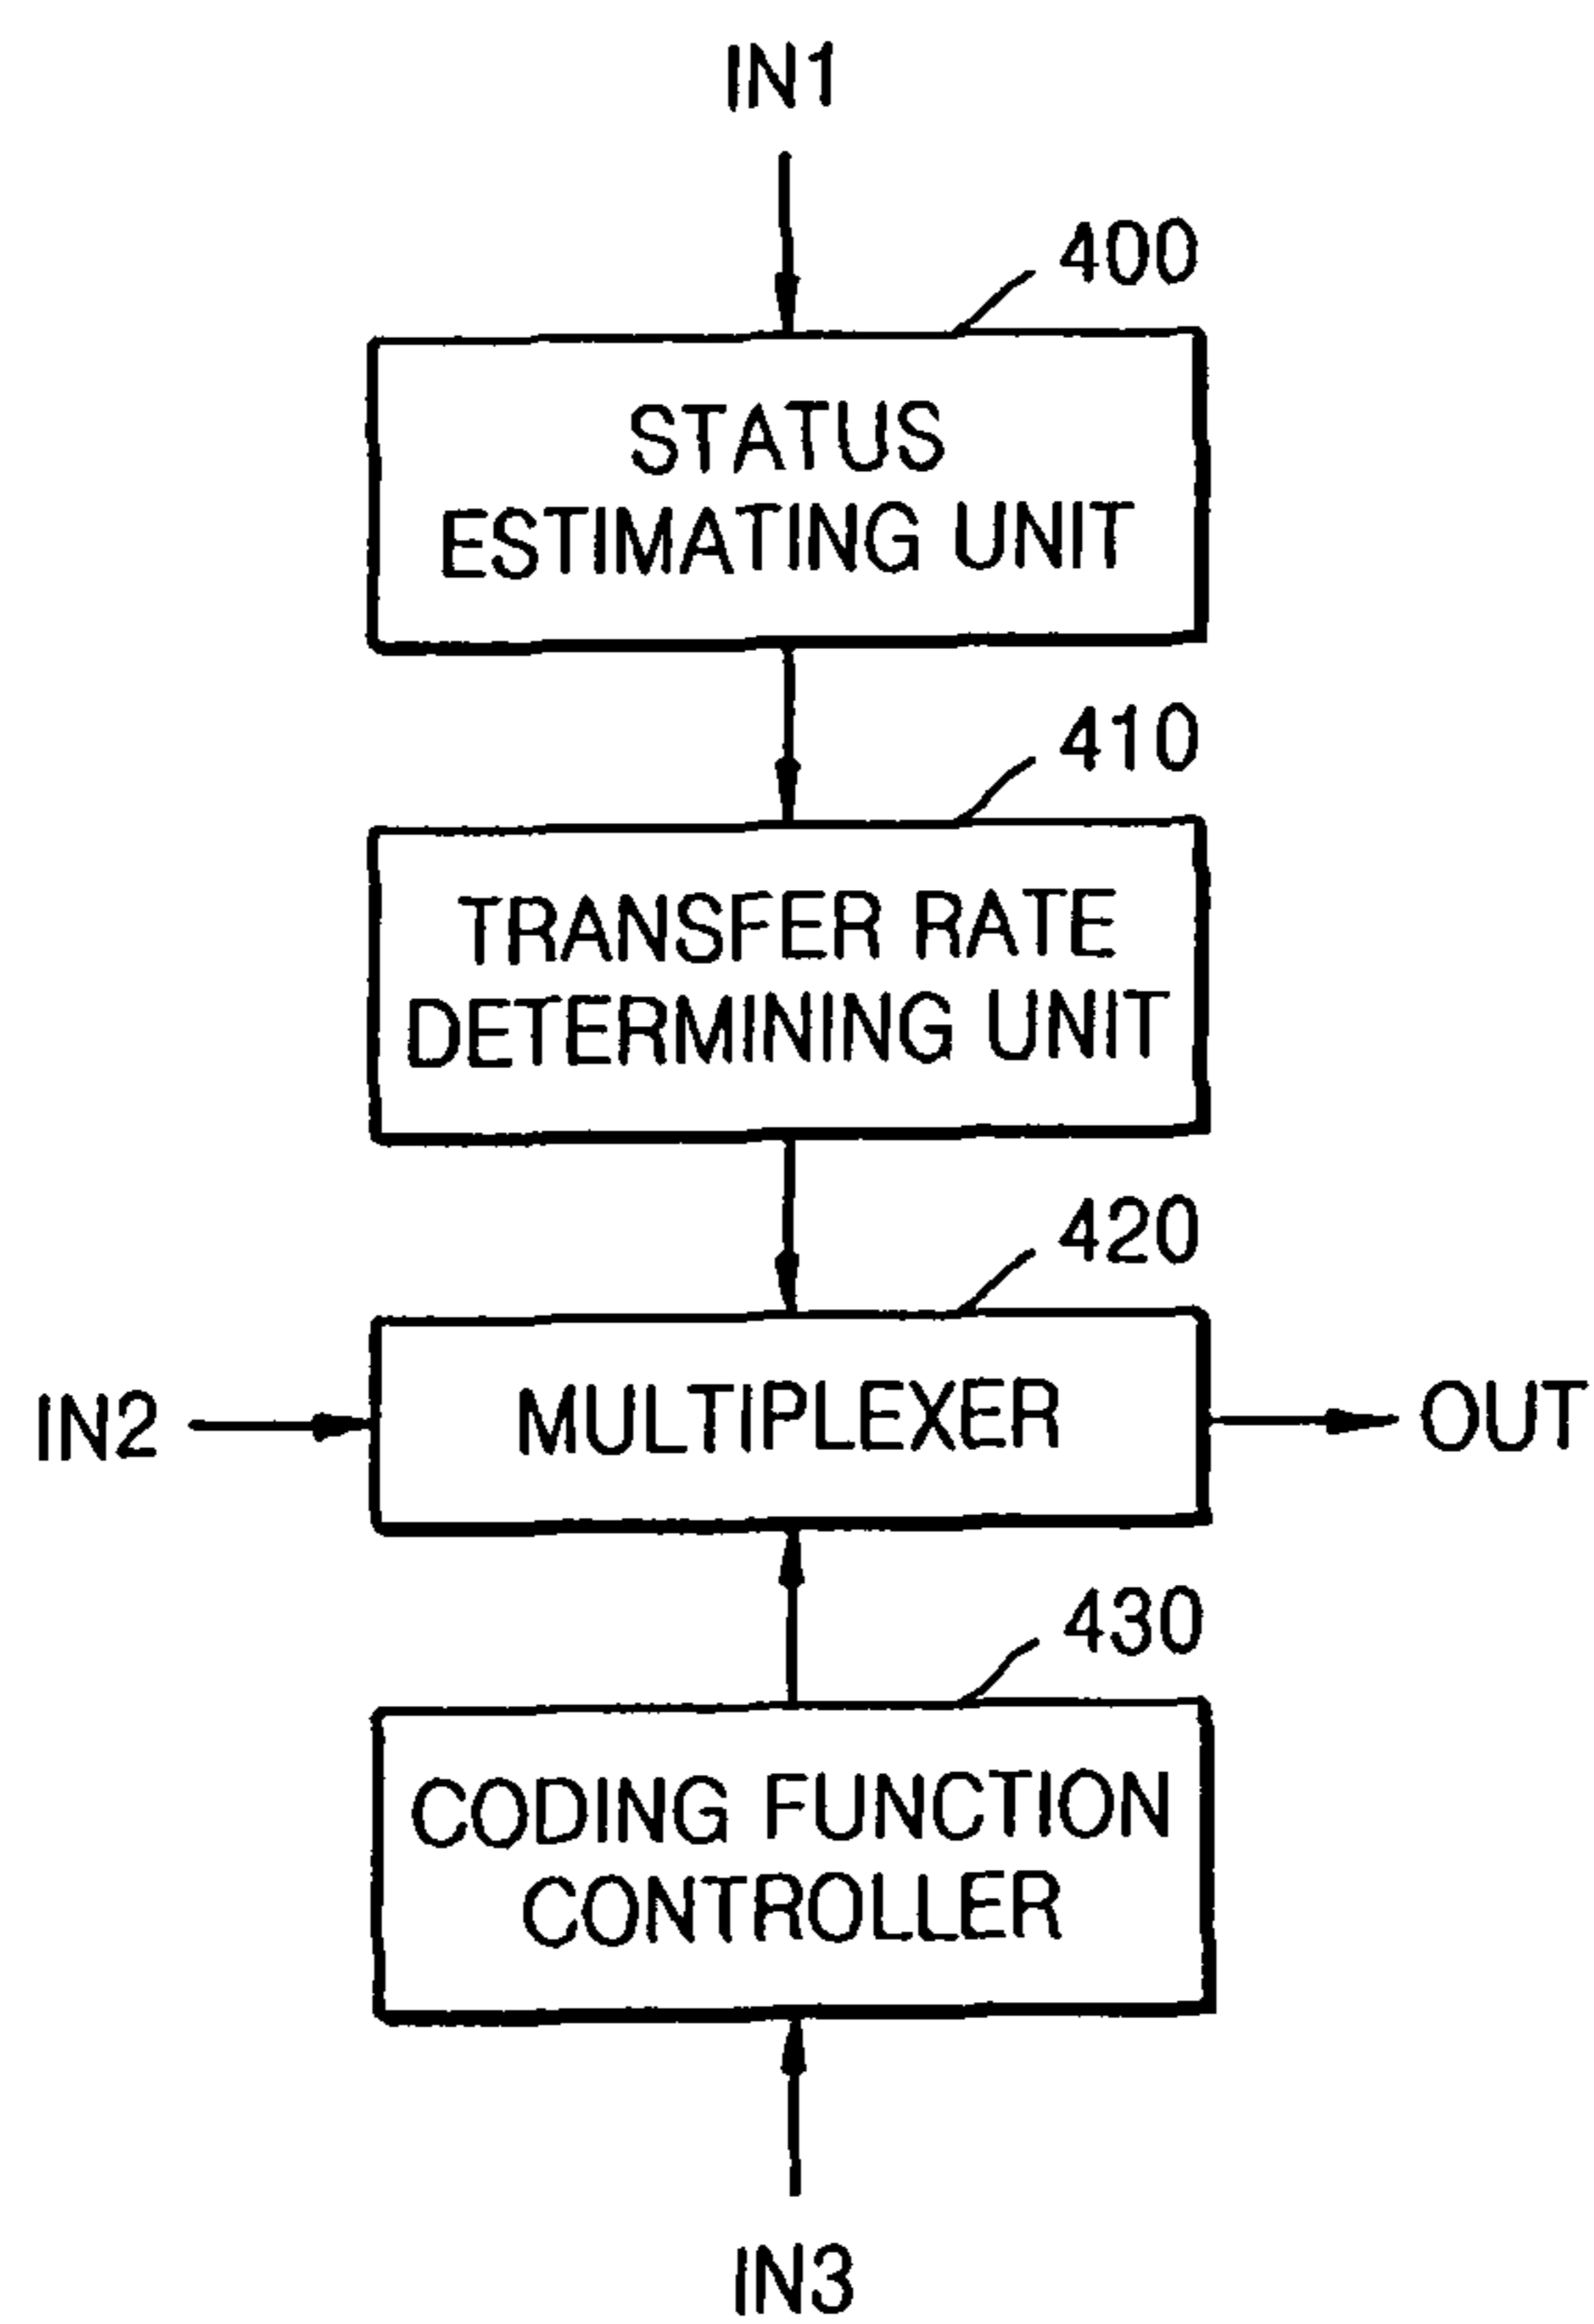 IN1
400
STATUS
ESTIMATING UNIT
410
TRANSFER RATE
DETERMINING UNIT
420
IN2
MULTIPLEXER
OUT
430
CODING FUNCTION
CONTROLLER
IN3